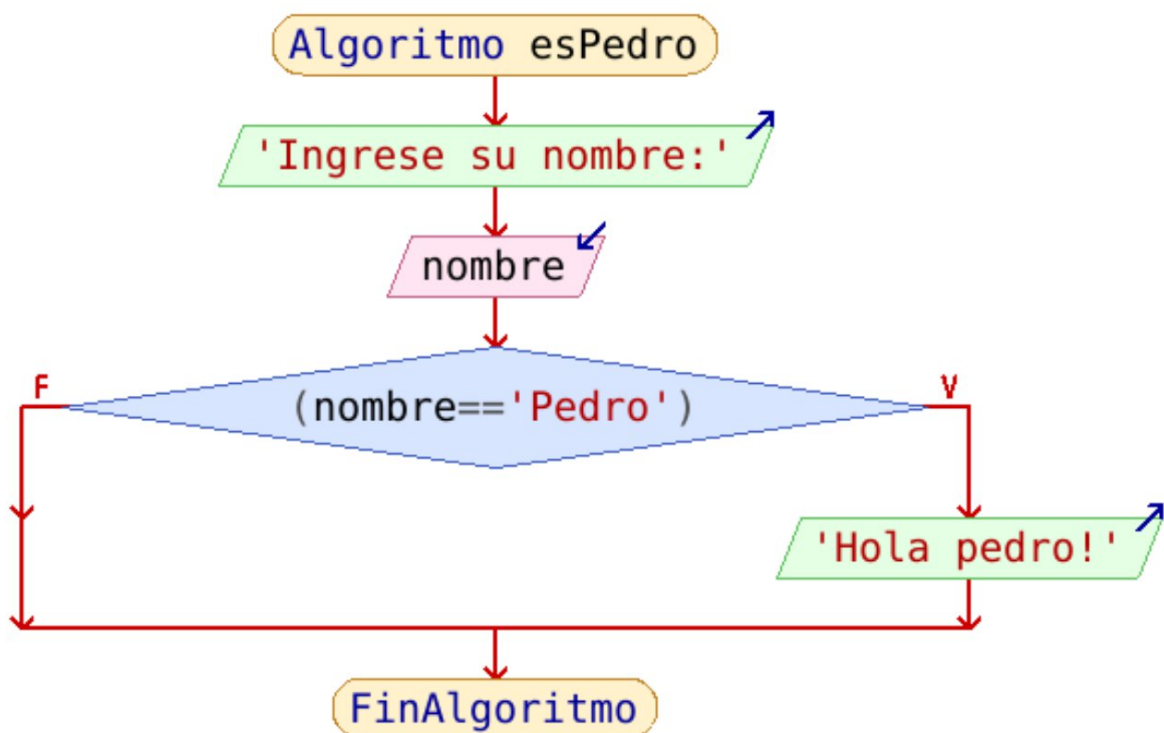 Algoritmo esPedro
'Ingrese su nombre:'
nombre
F
V
(nombre=='Pedro')
'Hola pedro!'
FinAlgoritmo